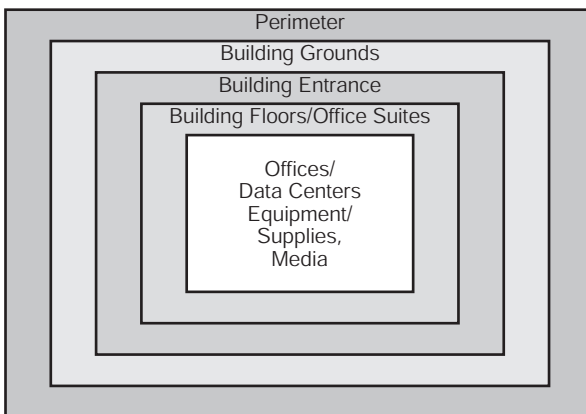 Perimeter
Building Grounds
Building Entrance
Building Floors/Office Suites
Offices/
Data Centers
Equipment/
Supplies,
Media